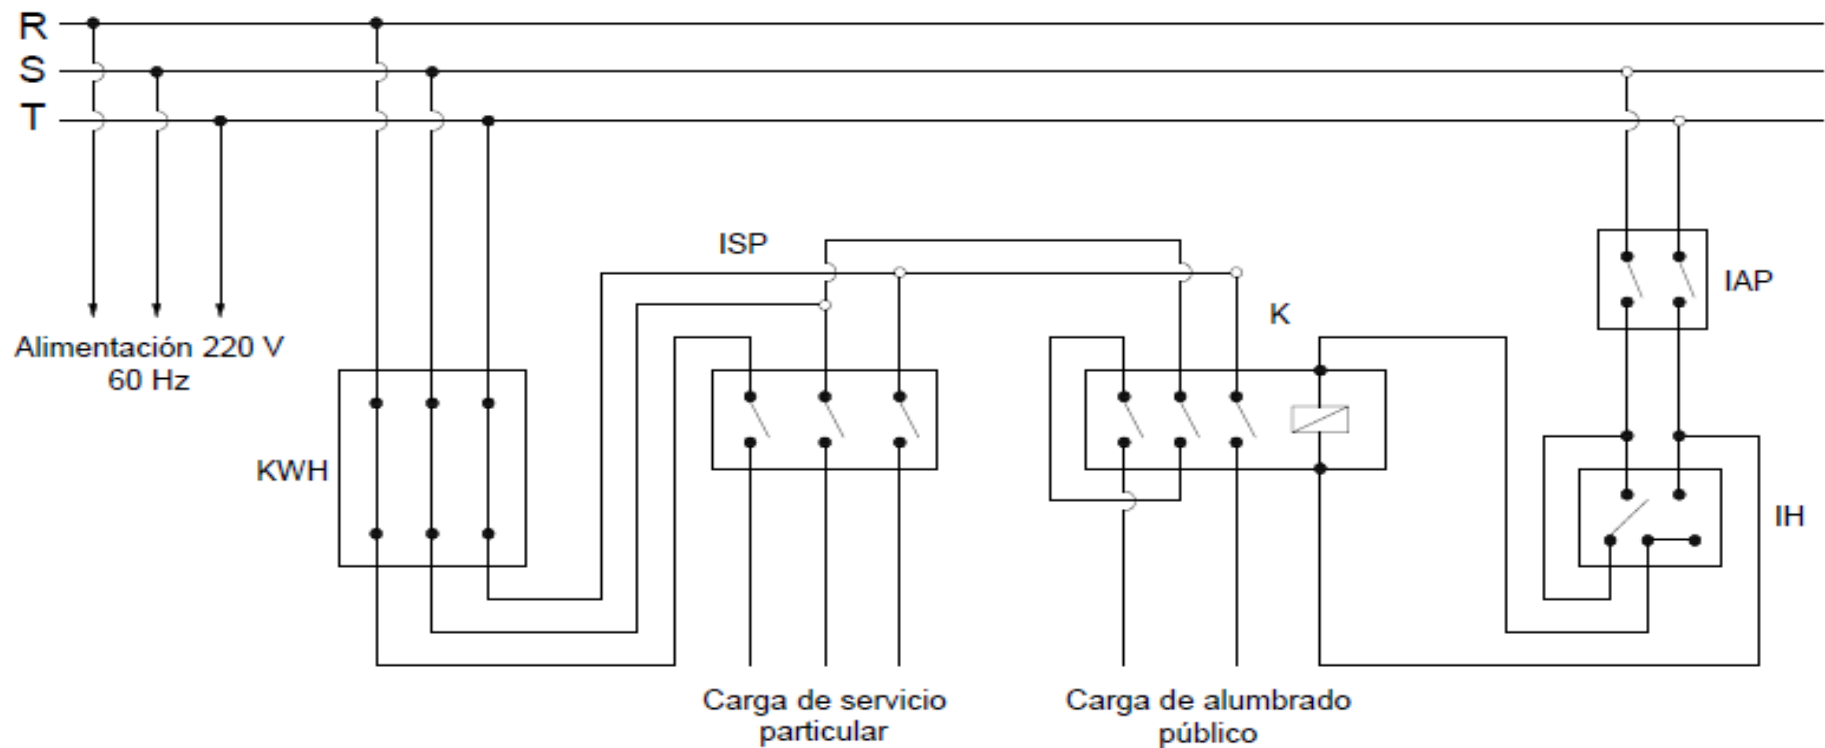 R
S
T
ISP
IAP
K
Alimentación 220 V
60 Hz
KWH
IH
Carga de servicio
particular
Carga de alumbrado
público